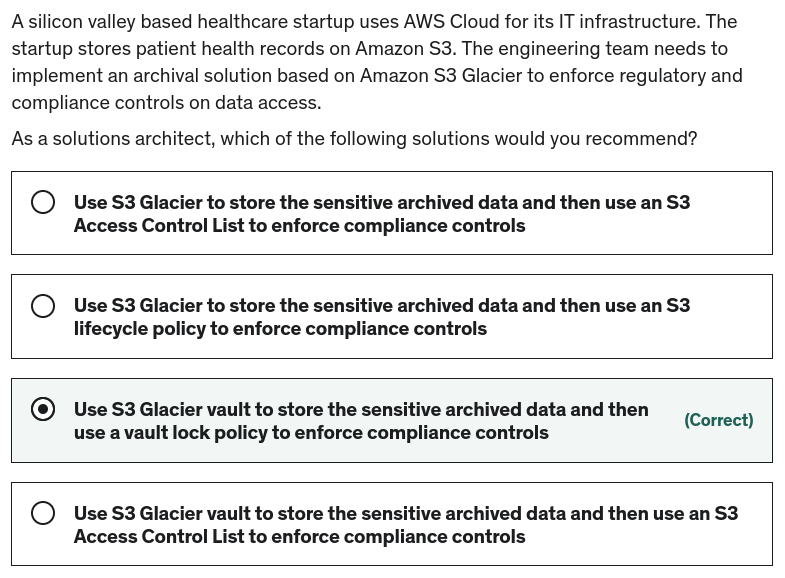 A silicon valley based healthcare startup uses AWS Cloud for its IT infrastructure. The
startup stores patient health records on Amazon S3. The engineering team needs to
implement an archival solution based on Amazon S3 Glacier to enforce regulatory and
compliance controls on data access.
As a solutions architect, which of the following solutions would you recommend?
Use S3 Glacier to store the sensitive archived data and then use an S3
Access Control List to enforce compliance controls
Use S3 Glacier to store the sensitive archived data and then use an S3
lifecycle policy to enforce compliance controls
Use S3 Glacier vault to store the sensitive archived data and then
use a vault lock policy to enforce compliance controls
(Correct)
Use S3 Glacier vault to store the sensitive archived data and then use an S3
Access Control List to enforce compliance controls